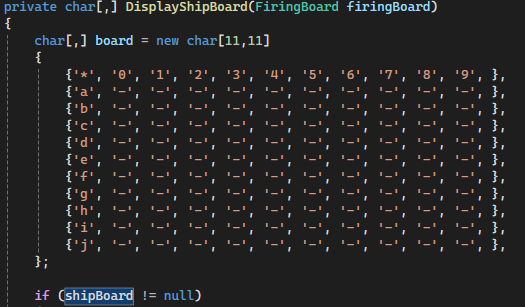 private char[,] DisplayShipBoard(FiringBoard firingBoard)
{
char[,] board = new char[11,11]
{
{'*', '0', '1', '2', '3', '4', '5', '6', '7', '8', '9', },
{'a', '-', '-', '-', '-', '-', '-', '-', '-', '-', '-', },
{'b', '-', '-', '-', '-', '-', '-', '-', '-', '-', '-', },
{'c', '-', '-', '-', '-', '-', '-', '-', '-', '-', '-', },
{'d', '-', '-', '-', '-', '-', '-', '-', '-', '-', '-', },
{'e', '-', '-', '-', '-', '-', '-', '-', '-', '-', '-', },
{'f', '-', '-', '-', '-', '-', '-', '-', '-', '-', '-', },
{'g', '-', '-', '-', '-', '-', '-', '-', '-', '-', '-', },
{'h', '-', '-', '-', '-', '-', '-', '-', '-', '-', '-', },
{'i', '-', '-', '-', '-', '-', '-', '-', '-', '-', '-', },
{'j', '-', '-', '-', '-', '-', '-', '-', '-', '-', '-', },
};
if (shipBoard != null)